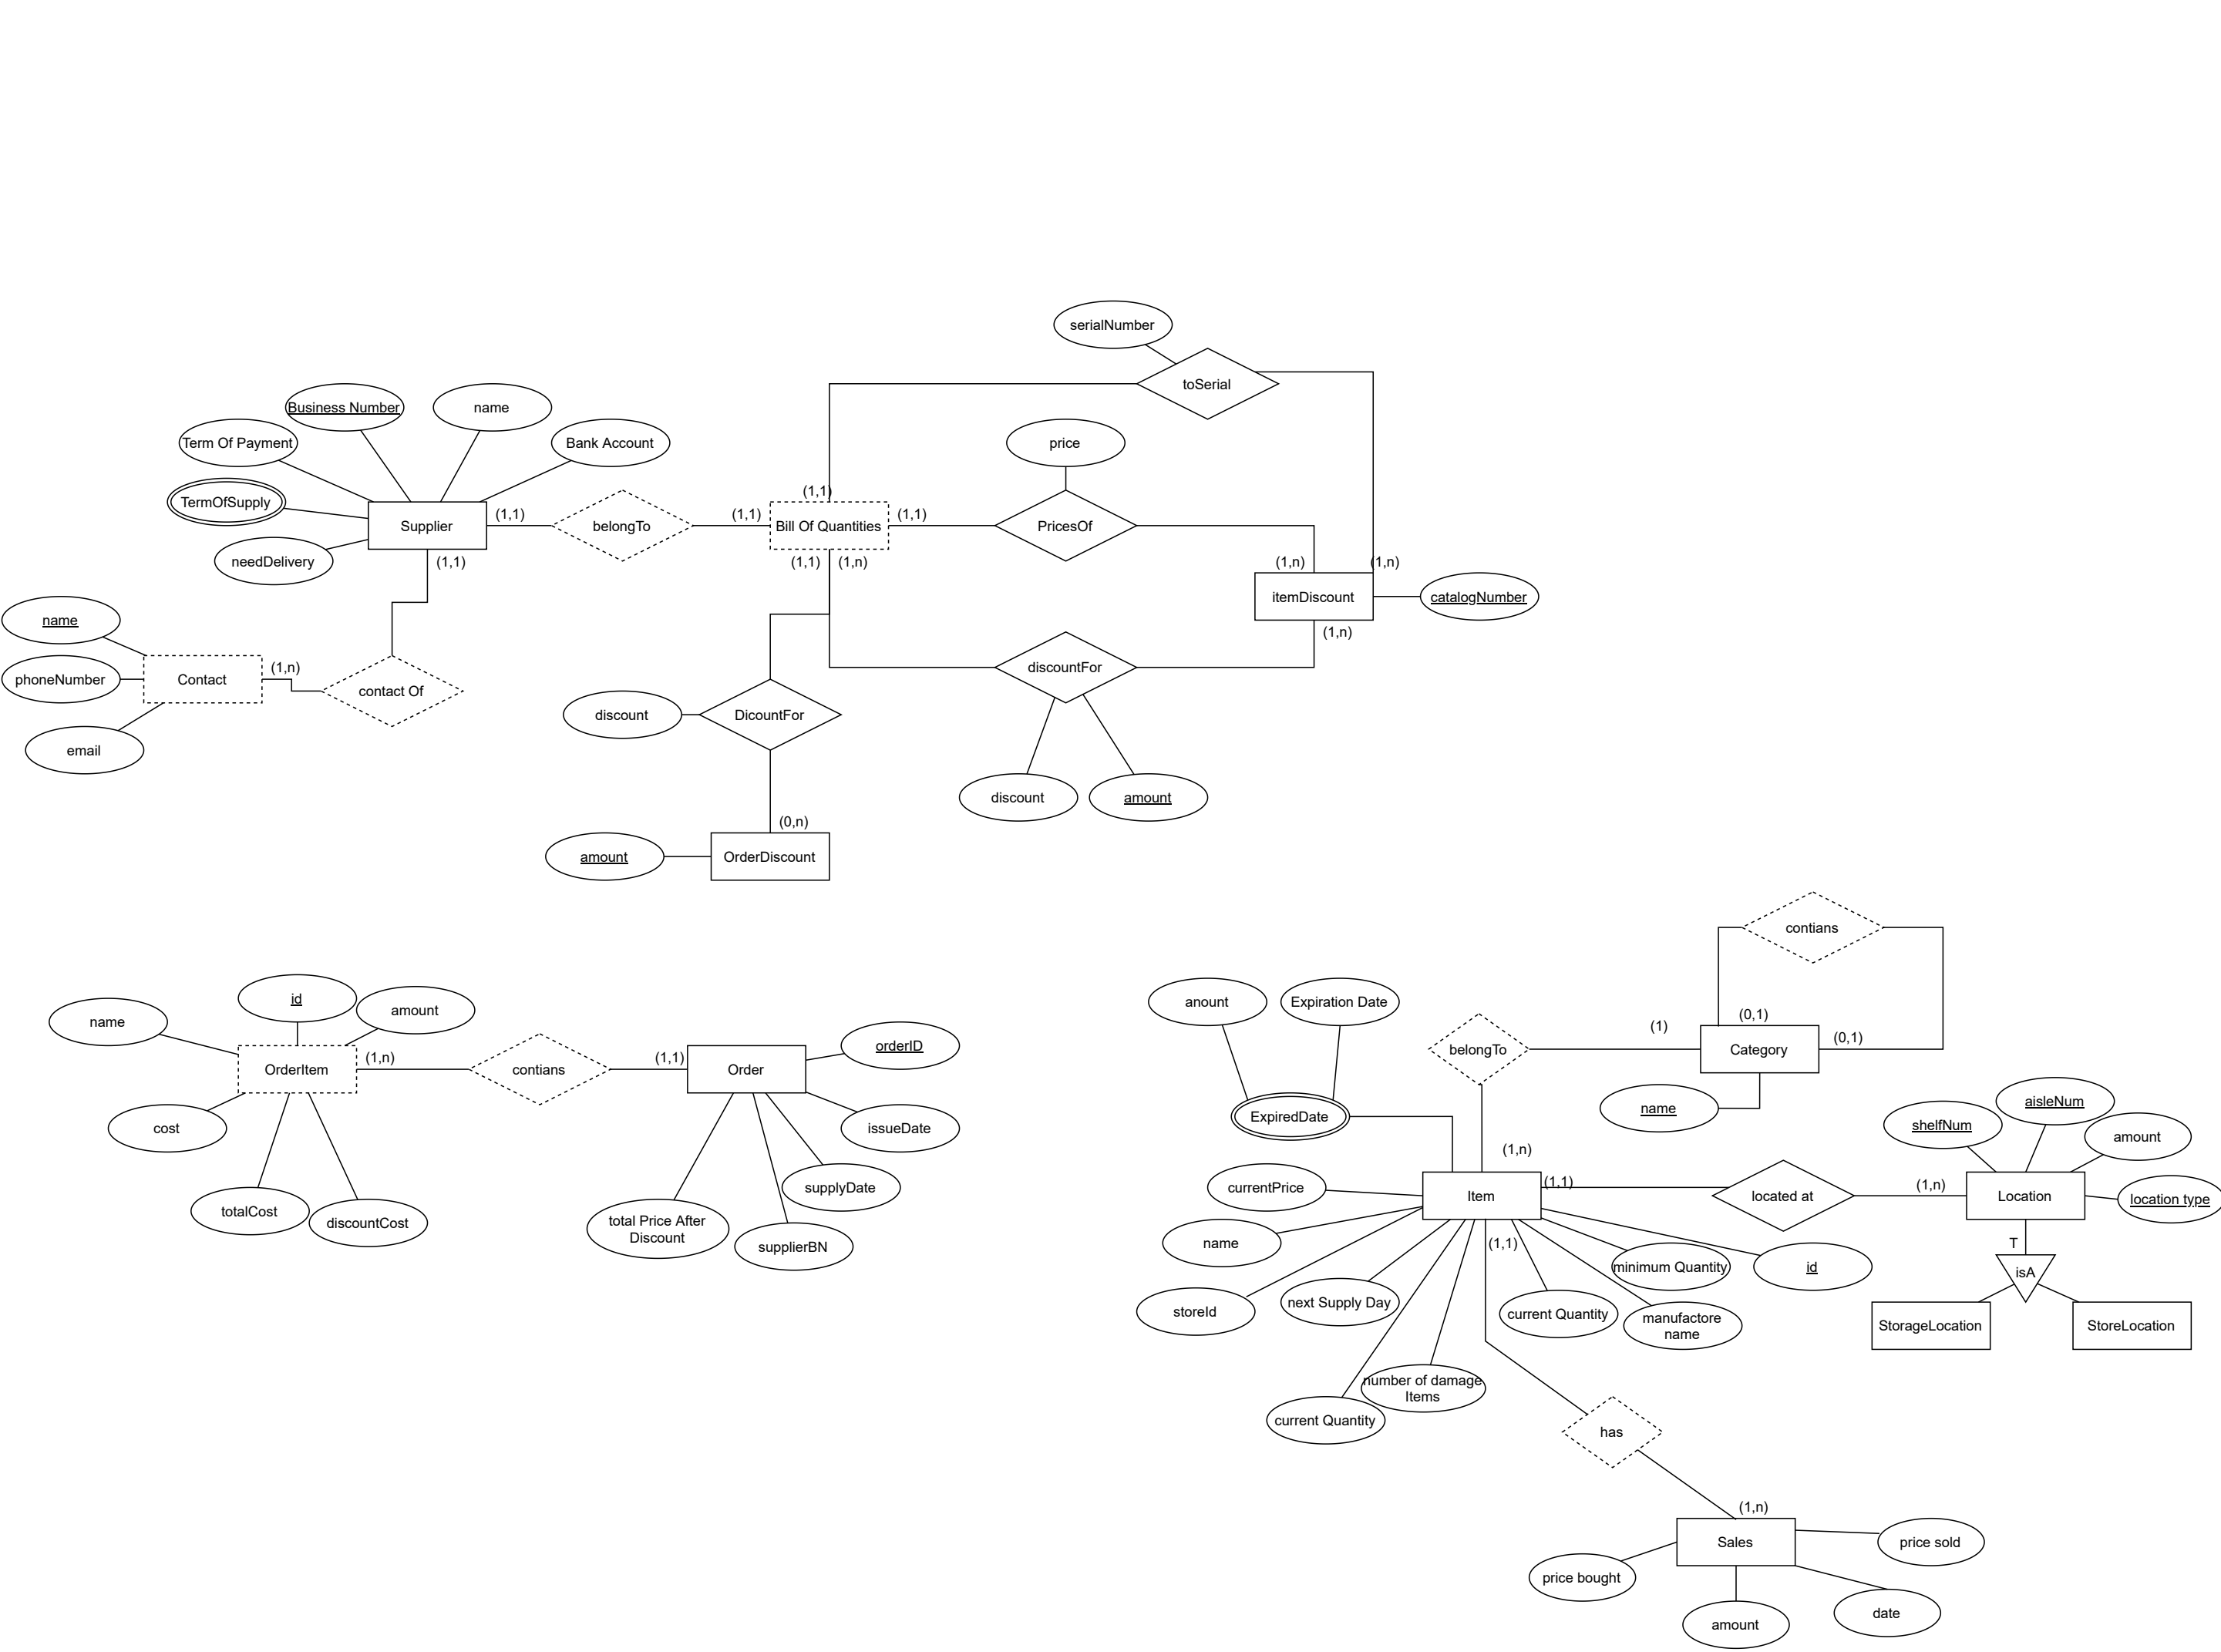 serialNumber
toSerial
Business Number
name
Term Of Payment
Bank Account
price
TermOfSupply
(1,1)
Supplier
(1,1)
belongTo
(1,1)
Bill Of Quantities
(1,1)
PricesOf
needDelivery
(1,1)
(1,1)
(1,n)
(1,n)
(1,n)
itemDiscount
catalogNumber
name
(1,n)
phoneNumber
Contact
(1,n)
contact Of
discountFor
discount
DicountFor
email
discount
amount
(0,n)
amount
OrderDiscount
contians
id
amount
name
anount
Expiration Date
(0,1)
(1)
belongTo
Category
(0,1)
orderID
OrderItem
(1,n)
contians
(1,1)
Order
name
cost
issueDate
ExpiredDate
aisleNum
shelfNum
amount
(1,n)
supplyDate
currentPrice
Item
(1,1)
located at
(1,n)
Location
location type
totalCost
discountCost
total Price After
Discount
supplierBN
name
(1,1)
T
minimum Quantity
id
isA
storeId
next Supply Day
current Quantity
manufactore
name
StorageLocation
StoreLocation
number of damage
Items
current Quantity
has
(1,n)
Sales
price sold
price bought
amount
date